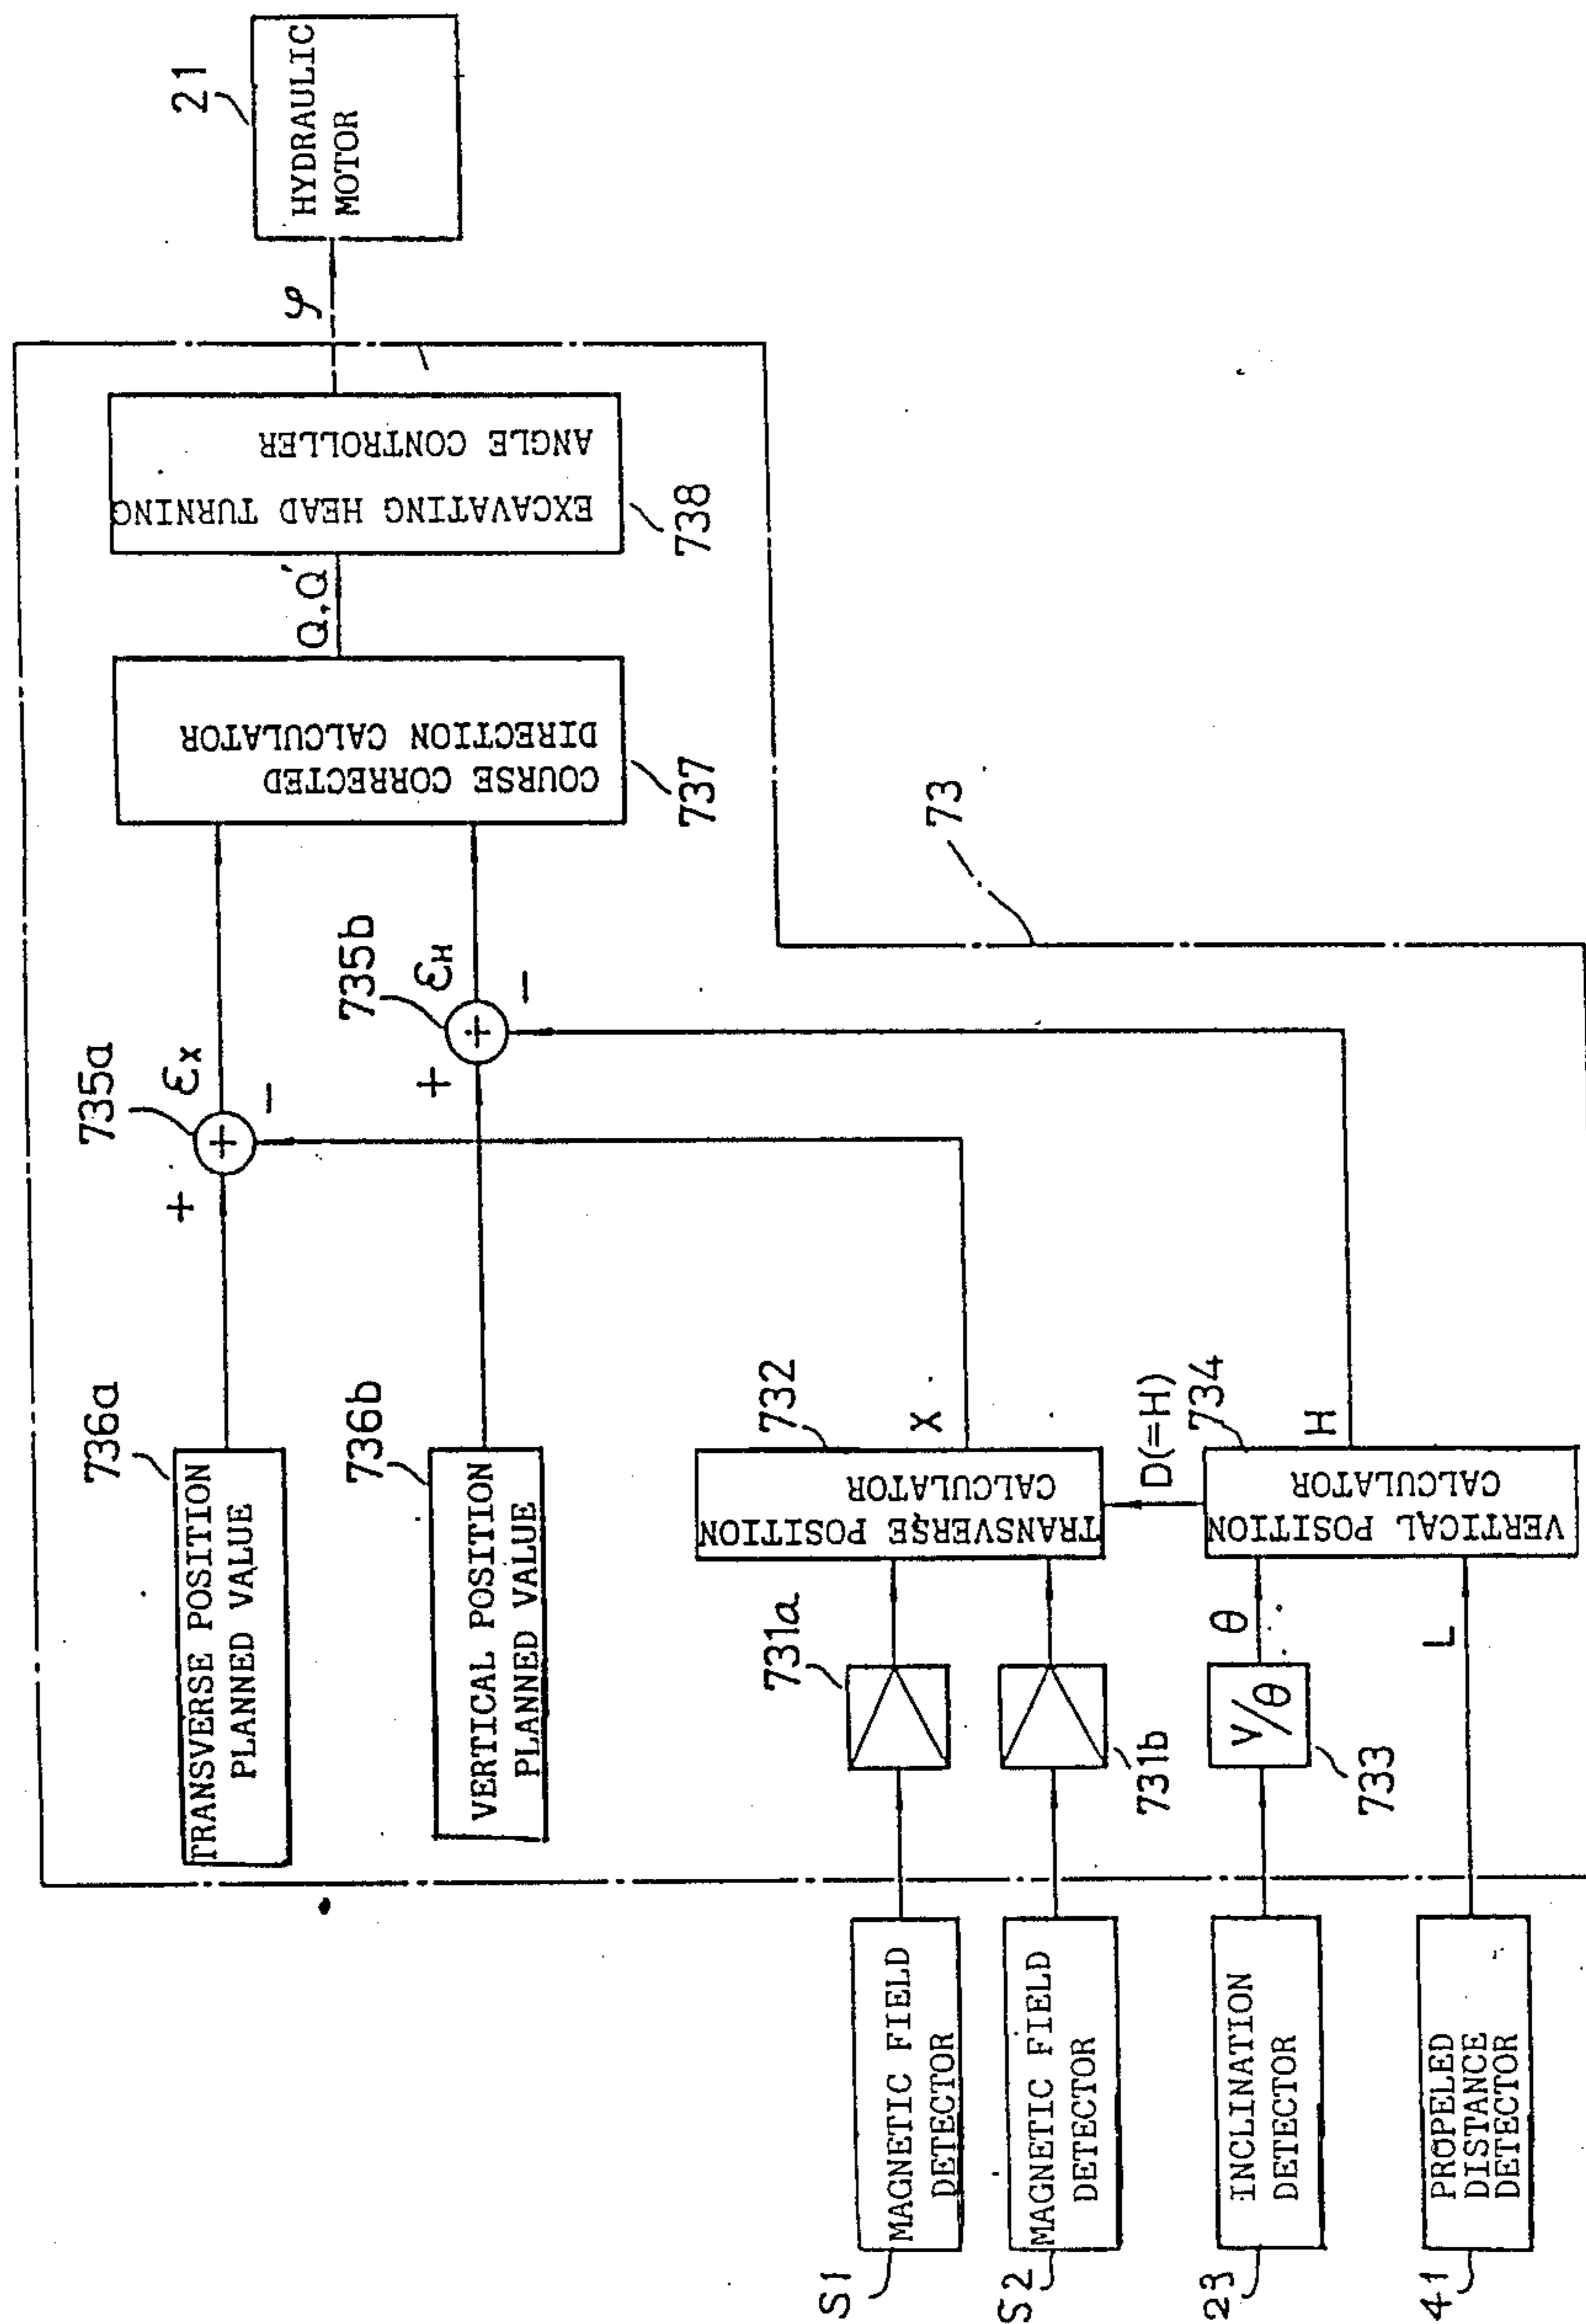 736a
TRANSVERSE POSITION
PLANNED VALUE
+
735a
-
εx
736b
VERTICAL POSITION
PLANNED VALUE
+
735b
-
εH
COURSE CORRECTED
DIRECTION CALCULATOR
737
Q,Q'
EXCAVATING HEAD TURNING
ANGLE CONTROLLER
738
φ
21
HYDRAULIC
MOTOR
73
S1
MAGNETIC FIELD
DETECTOR
731a
TRANSVERSE POSITION
CALCULATOR
732
X
S2
MAGNETIC FIELD
DETECTOR
731b
D(=H)
23
INCLINATION
DETECTOR
V/θ
733
θ
VERTICAL POSITION
CALCULATOR
734
H
41
PROPELED
DISTANCE
DETECTOR
L